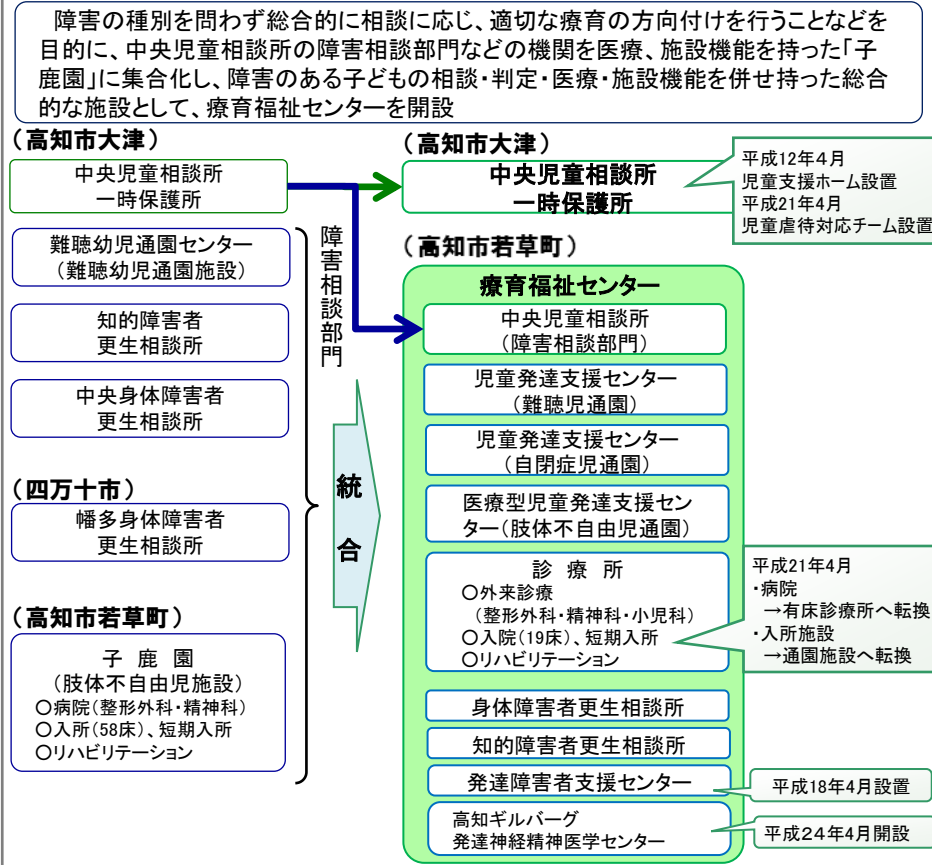 障害の種別を問わず総合的に相談に応じ、適切な療育の方向付けを行うことなどを
目的に、中央児童相談所の障害相談部門などの機関を医療、施設機能を持った「子
鹿園」に集合化し、障害のある子どもの相談・判定・医療・施設機能を併せ持った総合
的な施設として、療育福祉センターを開設
（高知市大津）
中央児童相談所
一時保護所
難聴幼児通園センター
（難聴幼児通園施設）
知的障害者
更生相談所
中央身体障害者
更生相談所
（四万十市）
幡多身体障害者
更生相談所
（高知市若草町）
子 鹿 園
（肢体不自由児施設）
○病院（整形外科・精神科）
○入所（58床）、短期入所
○リハビリテーション
障害相談部門
統合
（高知市大津）
中央児童相談所
一時保護所
平成12年４月
児童支援ホーム設置
平成21年４月
児童虐待対応チーム設置
（高知市若草町）
療育福祉センター
中央児童相談所
（障害相談部門）
児童発達支援センター
（難聴児通園）
児童発達支援センター
（自閉症児通園）
医療型児童発達支援セン
ター（肢体不自由児通園）
診 療 所
○外来診療
（整形外科・精神科・小児科）
○入院（19床）、短期入所
○リハビリテーション
平成21年４月
・病院
→有床診療所へ転換
・入所施設
→通園施設へ転換
身体障害者更生相談所
知的障害者更生相談所
発達障害者支援センター
平成18年４月設置
高知ギルバーグ
発達神経精神医学センター
平成２４年４月開設